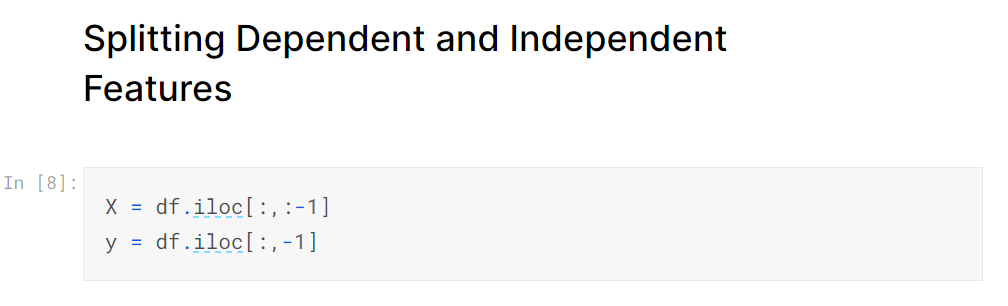 Splitting Dependent and Independent
Features
In [8]:
X = df.iloc[:,:-1]
y = df.iloc[:,-1]